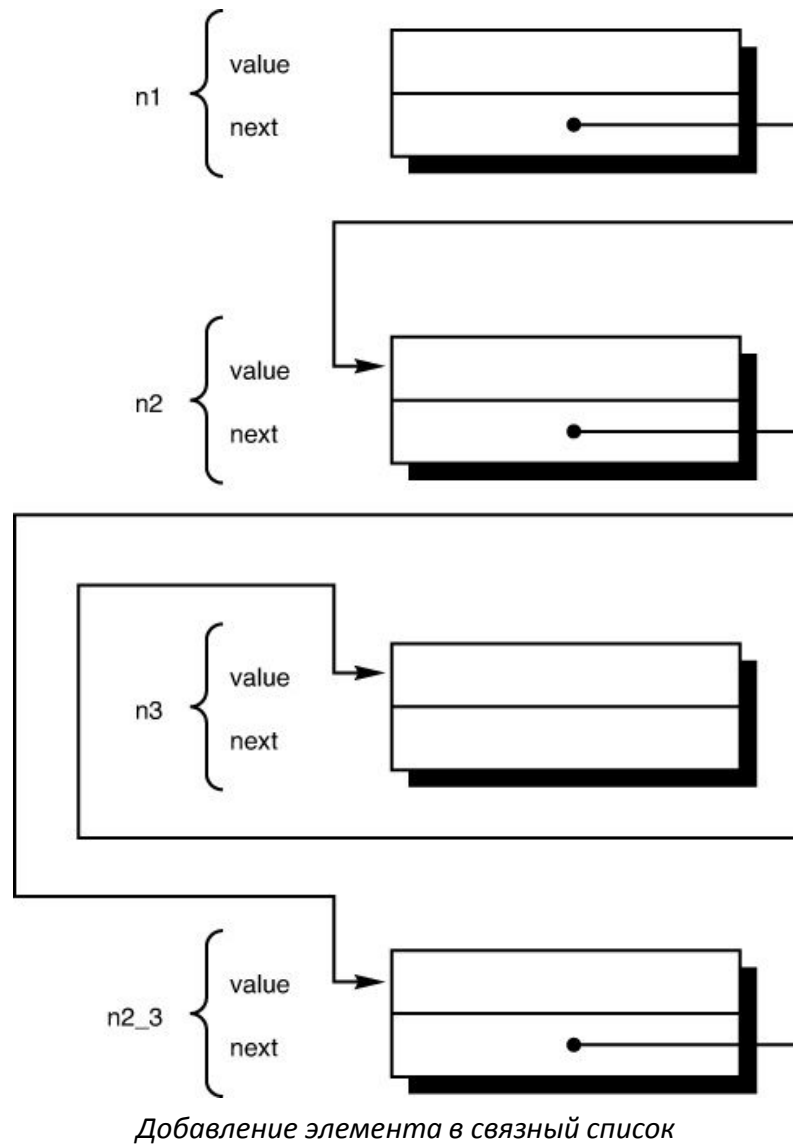 value
n1
next
value
n2
next
value
n3
next
value
n2_3
next
Добавление элемента в связный список